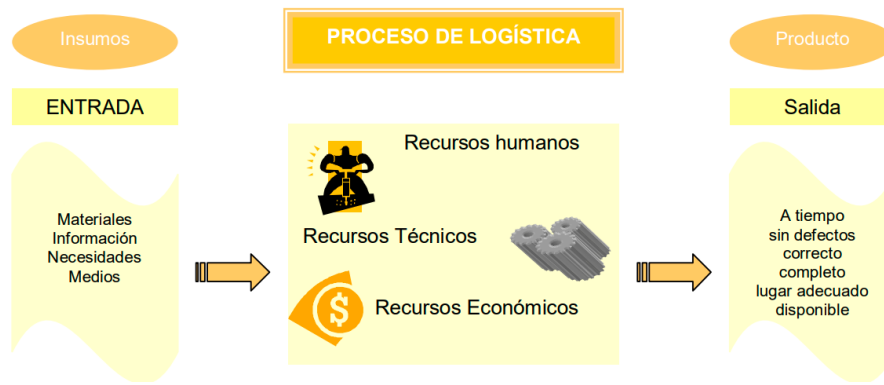 Insumos
PROCESO DE LOGÍSTICA
Producto
ENTRADA
Salida
Materiales
Información
Necesidades
Medios
Recursos humanos
Recursos Técnicos
$
Recursos Económicos
A tiempo
sin defectos
correcto
completo
lugar adecuado
disponible